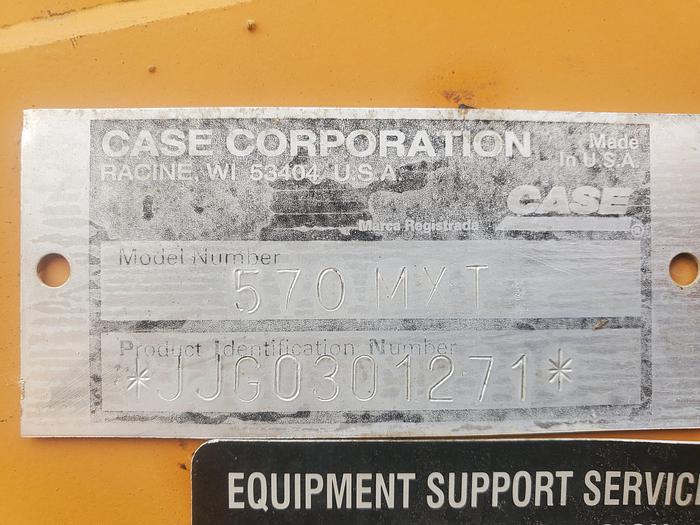 CASE CORPORATION
Made
In U.S.A.
RACINE, WI 53404 U.S.A.
CASE
Marca Registrada
®
Model Number
570 MXT
Product Identification Number
*JJG0301271*
EQUIPMENT SUPPORT SERVIC